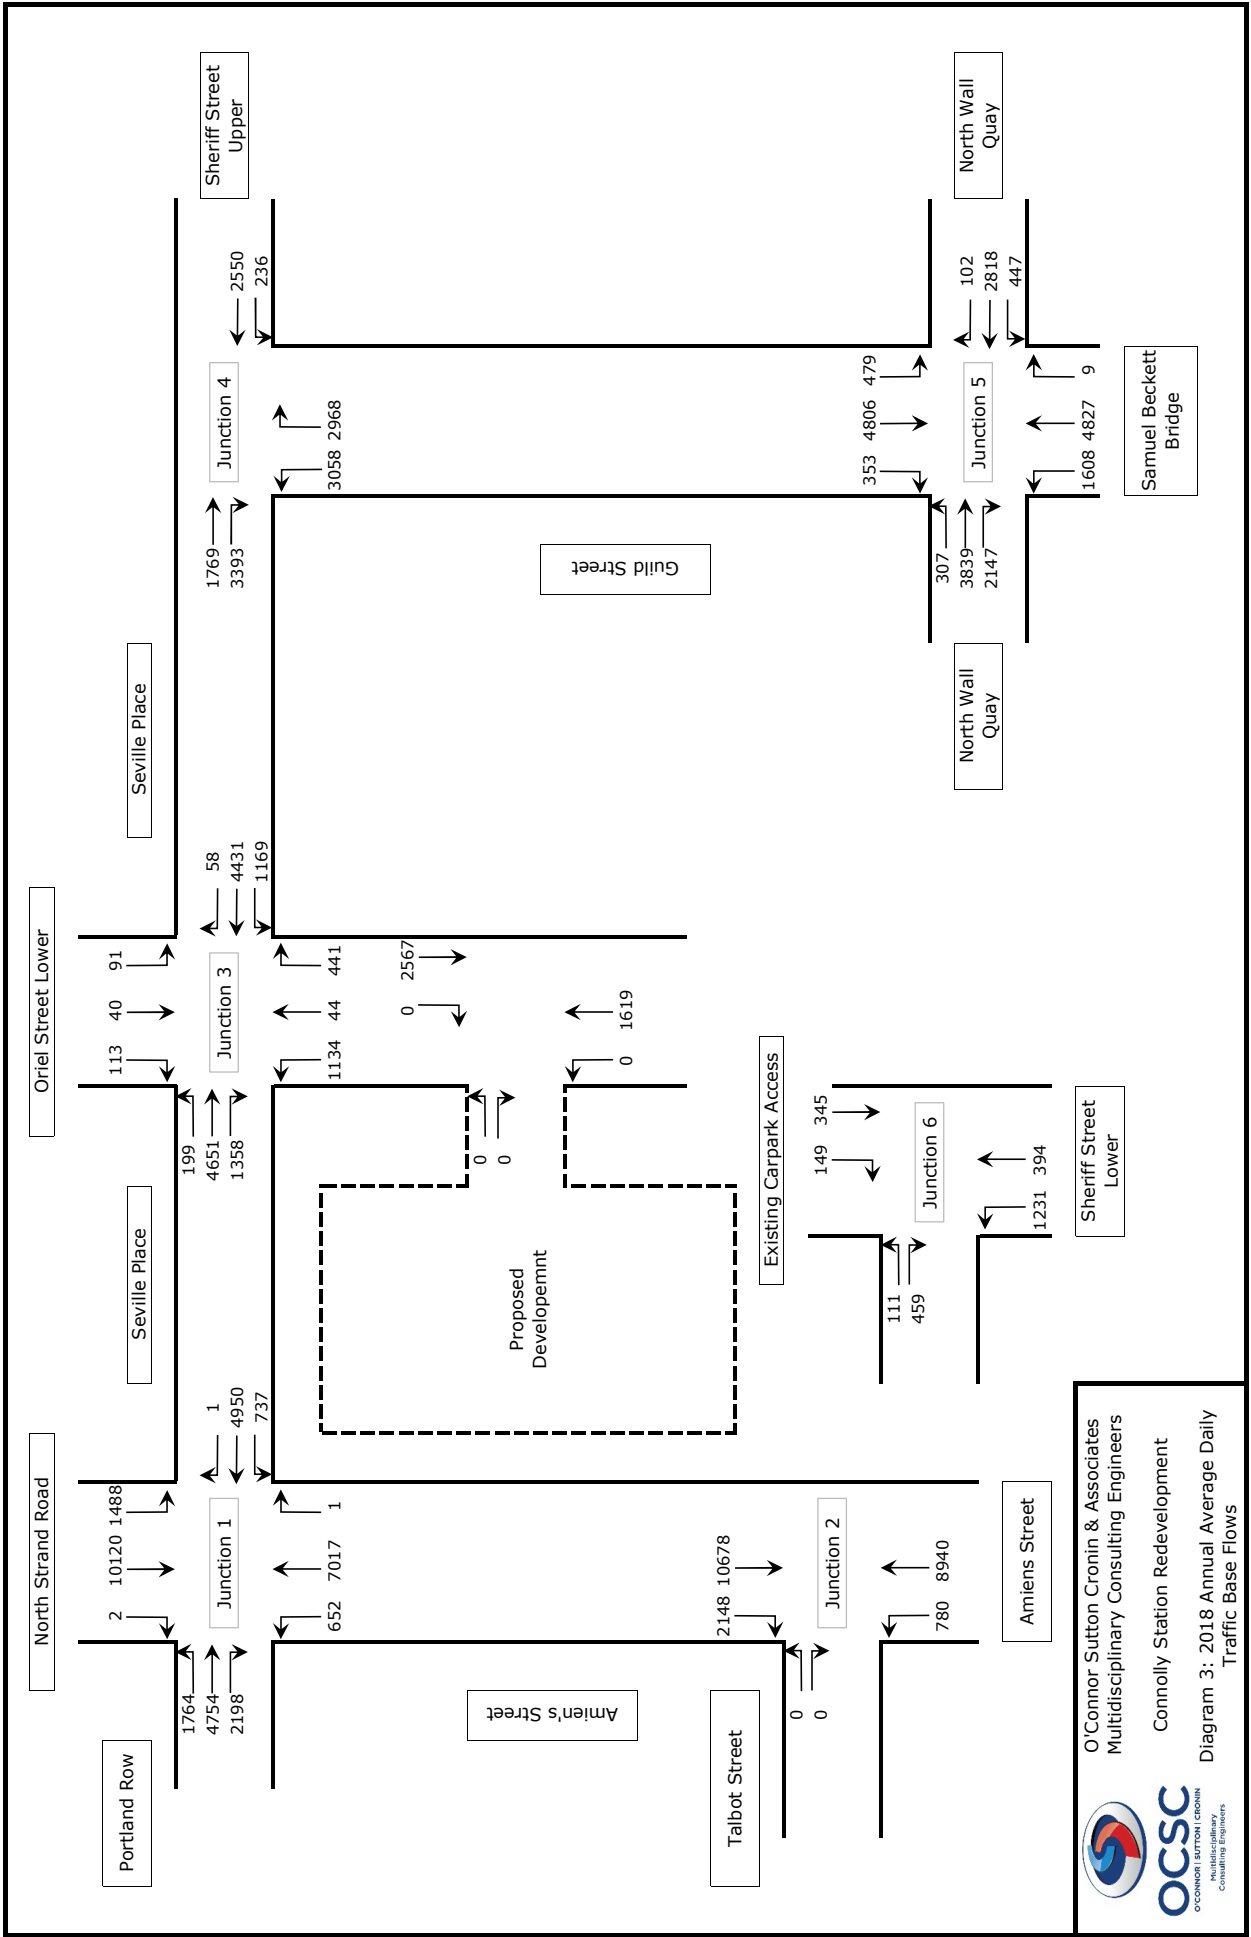 Sheriff Street
Upper
North Wall
Quay
2550
236
102
2818
447
Junction 4
2968
3058
479
4806
353
Junction 5
9
4827
1608
Samuel Beckett
Bridge
1769
3393
Guild Street
307
3839
2147
Seville Place
North Wall
Quay
58
4431
1169
Oriel Street Lower
91
40
113
Junction 3
441
44
1134
2567
0
1619
0
199
4651
1358
0
0
Existing Carpark Access
345
149
Junction 6
394
1231
Sheriff Street
Lower
111
459
Seville Place
Proposed
Developemnt
1
4950
737
North Strand Road
1488
10120
2
Junction 1
1
7017
652
10678
2148
Junction 2
8940
780
Amiens Street
1764
4754
2198
0
0
Amien's Street
Portland Row
Talbot Street
O'Connor Sutton Cronin & Associates
Multidisciplinary Consulting Engineers
Connolly Station Redevelopment
Diagram 3: 2018 Annual Average Daily
Traffic Base Flows
OCSC
O'CONNOR | SUTTON | CRONIN
Multidisciplinary
Consulting Engineers